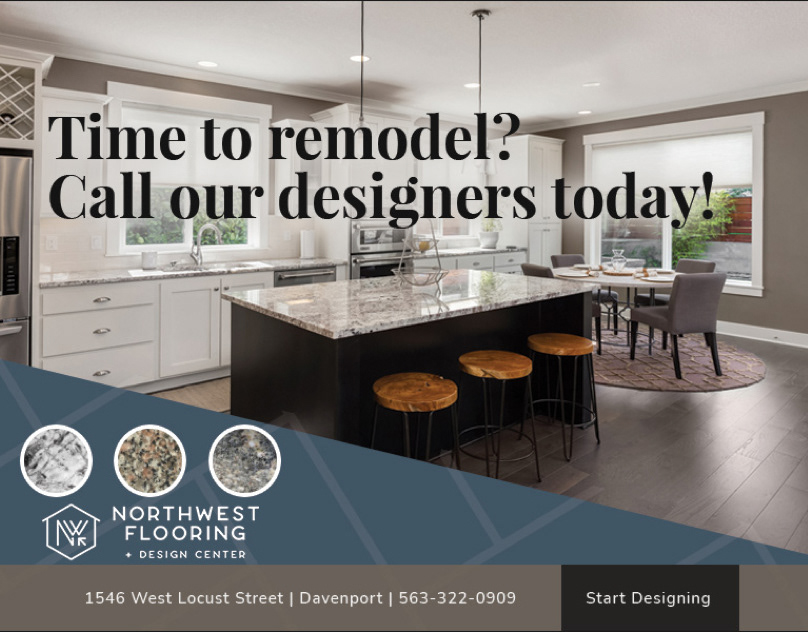 Time to remodel?
Call our designers today!
NORTHWEST
FLOORING
+ DESIGN CENTER
1546 West Locust Street | Davenport | 563-322-0909
Start Designing